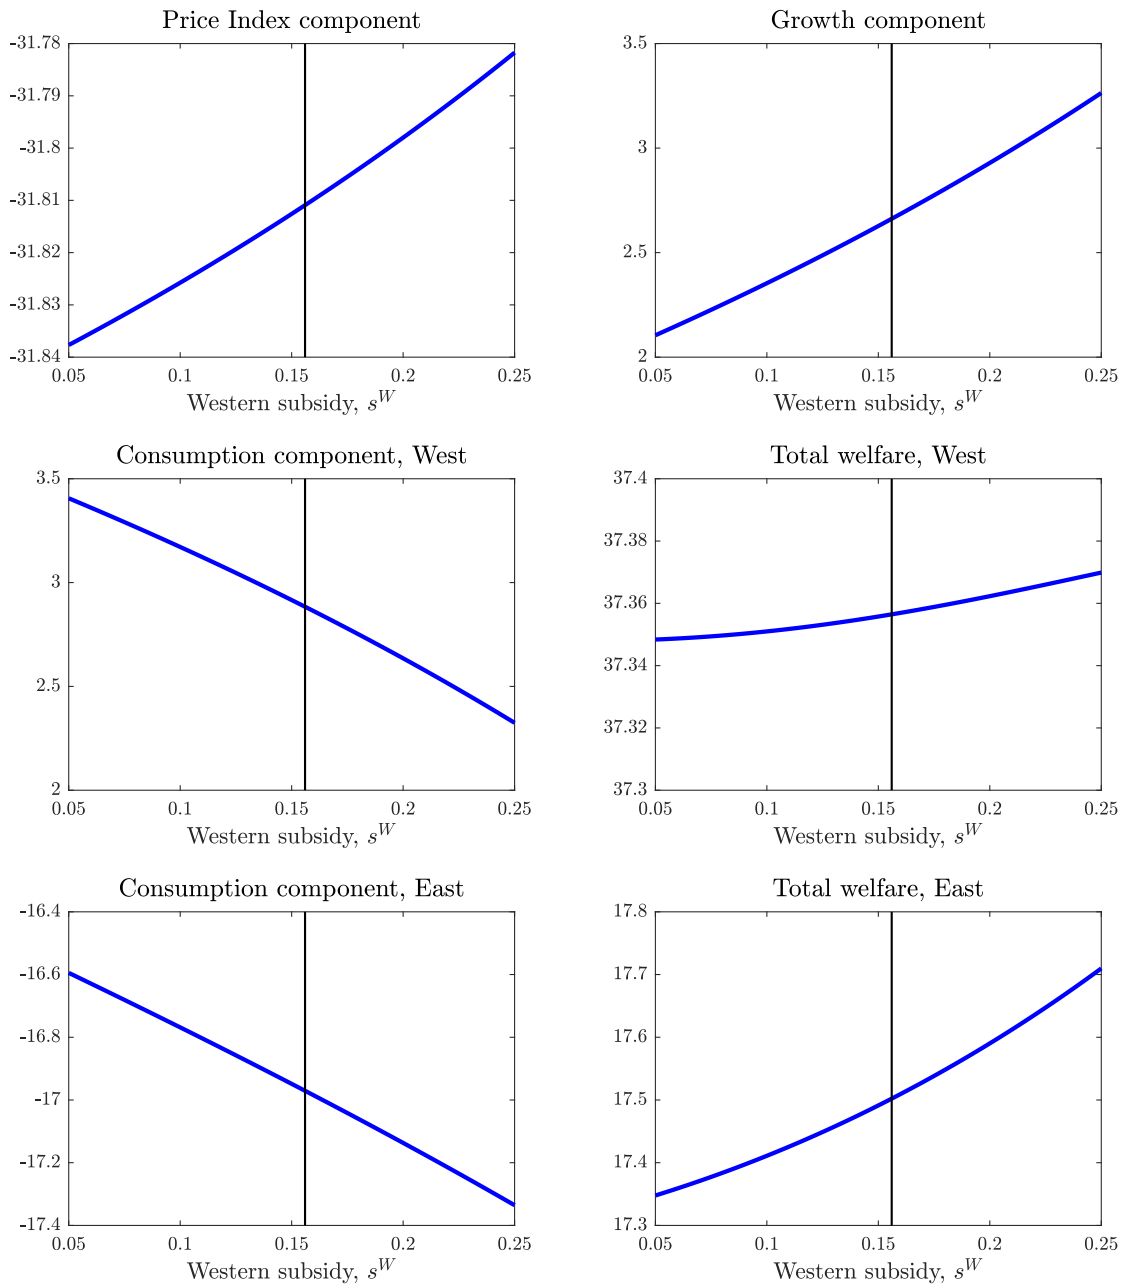 Price Index component
-31.78
-31.79
-31.8
-31.81
-31.82
-31.83
-31.84
0.05 0.1 0.15 0.2 0.25
Western subsidy, s^W
Growth component
3.5
3
2.5
2
0.05 0.1 0.15 0.2 0.25
Western subsidy, s^W
Consumption component, West
3.5
3
2.5
2
0.05 0.1 0.15 0.2 0.25
Western subsidy, s^W
Total welfare, West
37.4
37.38
37.36
37.34
37.32
37.3
0.05 0.1 0.15 0.2 0.25
Western subsidy, s^W
Consumption component, East
-16.4
-16.6
-16.8
-17
-17.2
-17.4
0.05 0.1 0.15 0.2 0.25
Western subsidy, s^W
Total welfare, East
17.8
17.7
17.6
17.5
17.4
17.3
0.05 0.1 0.15 0.2 0.25
Western subsidy, s^W